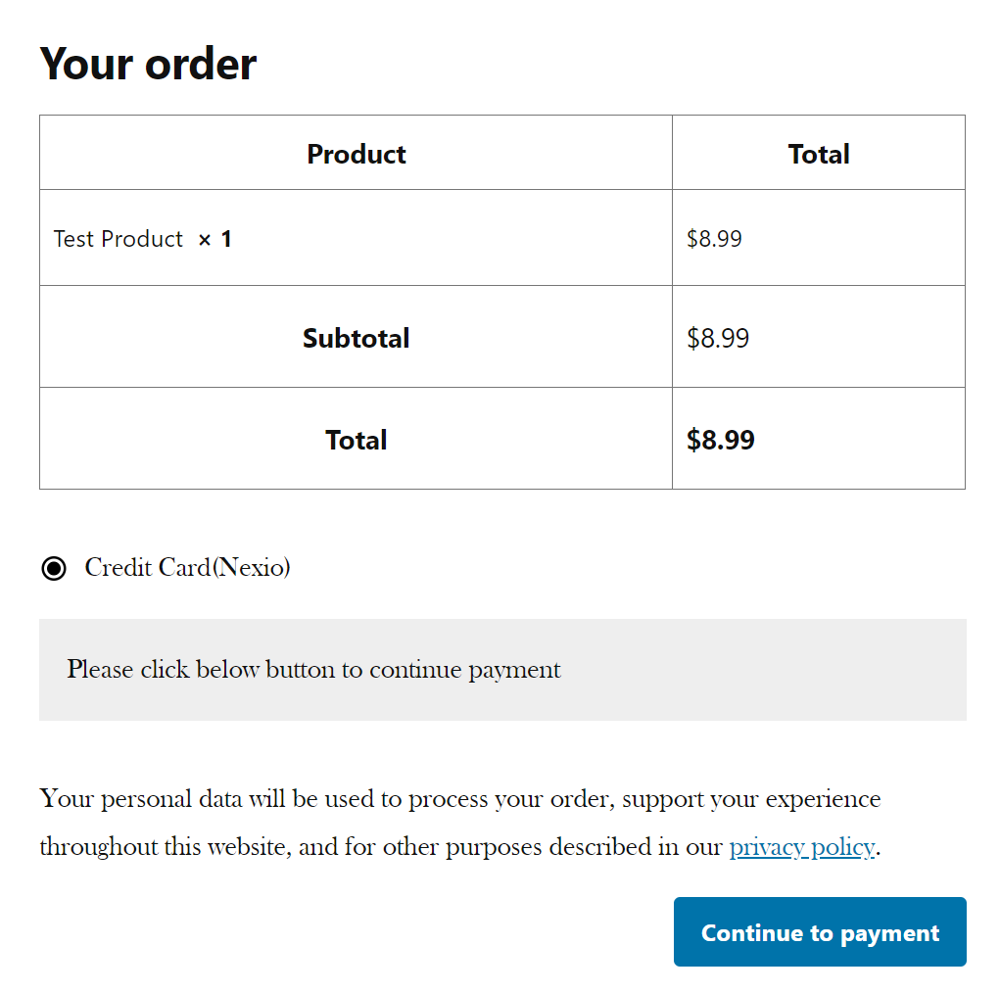 Your order
Product Total
Test Product × 1 $8.99
Subtotal $8.99
Total $8.99
Credit Card(Nexio)
Please click below button to continue payment
Your personal data will be used to process your order, support your experience
throughout this website, and for other purposes described in our privacy policy.
Continue to payment